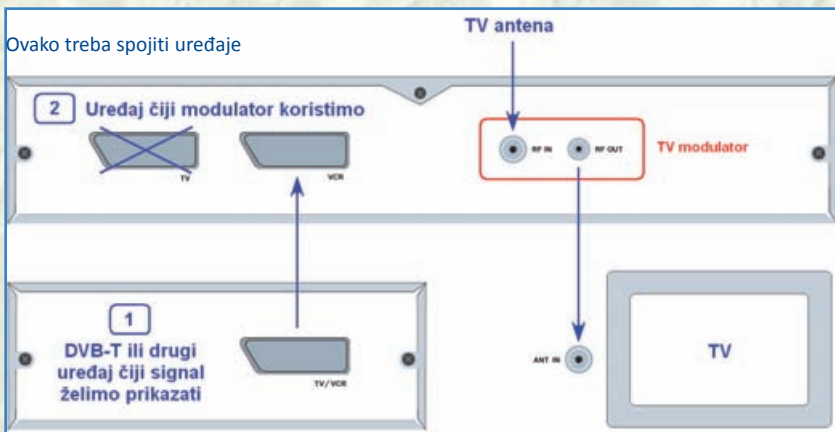 Ovako treba spojiti uređaje
TV antena
2 Uređaj čiji modulator koristimo
TV
VCR
RF IN
RF OUT
TV modulator
1
DVB-T ili drugi
uređaj čiji signal
želimo prikazati
TV/VCR
ANT IN
TV